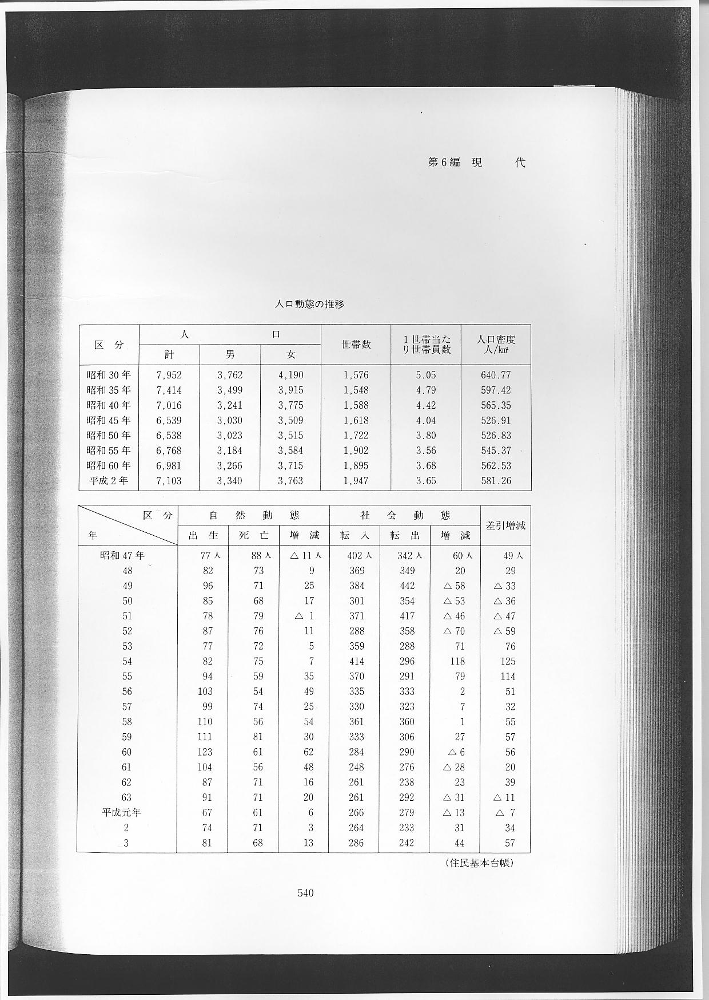 第6編 現 代
人口動態の推移
区 分 人 口 世帯数 1世帯当たり世帯員数 人口密度人/km²
計 男 女
昭和30年 7,952 3,762 4,190 1,576 5.05 640.77
昭和35年 7,414 3,499 3,915 1,548 4.79 597.42
昭和40年 7,016 3,241 3,775 1,588 4.42 565.35
昭和45年 6,539 3,030 3,509 1,618 4.04 526.91
昭和50年 6,538 3,023 3,515 1,722 3.80 526.83
昭和55年 6,768 3,184 3,584 1,902 3.56 545.37
昭和60年 6,981 3,266 3,715 1,895 3.68 562.53
平成2年 7,103 3,340 3,763 1,947 3.65 581.26
区 分 自 然 動 態 社 会 動 態 差引増減
年 出 生 死 亡 増 減 転 入 転 出 増 減
昭和47年 77人 88人 △11人 402人 342人 60人 49人
48 82 73 9 369 349 20 29
49 96 71 25 384 442 △58 △33
50 85 68 17 301 354 △53 △36
51 78 79 △ 1 371 417 △46 △47
52 87 76 11 288 358 △70 △59
53 77 72 5 359 288 71 76
54 82 75 7 414 296 118 125
55 94 59 35 370 291 79 114
56 103 54 49 335 333 2 51
57 99 74 25 330 323 7 32
58 110 56 54 361 360 1 55
59 111 81 30 333 306 27 57
60 123 61 62 284 290 △6 56
61 104 56 48 248 276 △28 20
62 87 71 16 261 238 23 39
63 91 71 20 261 292 △31 △11
平成元年 67 61 6 266 279 △13 △ 7
2 74 71 3 264 233 31 34
3 81 68 13 286 242 44 57
(住民基本台帳)
540